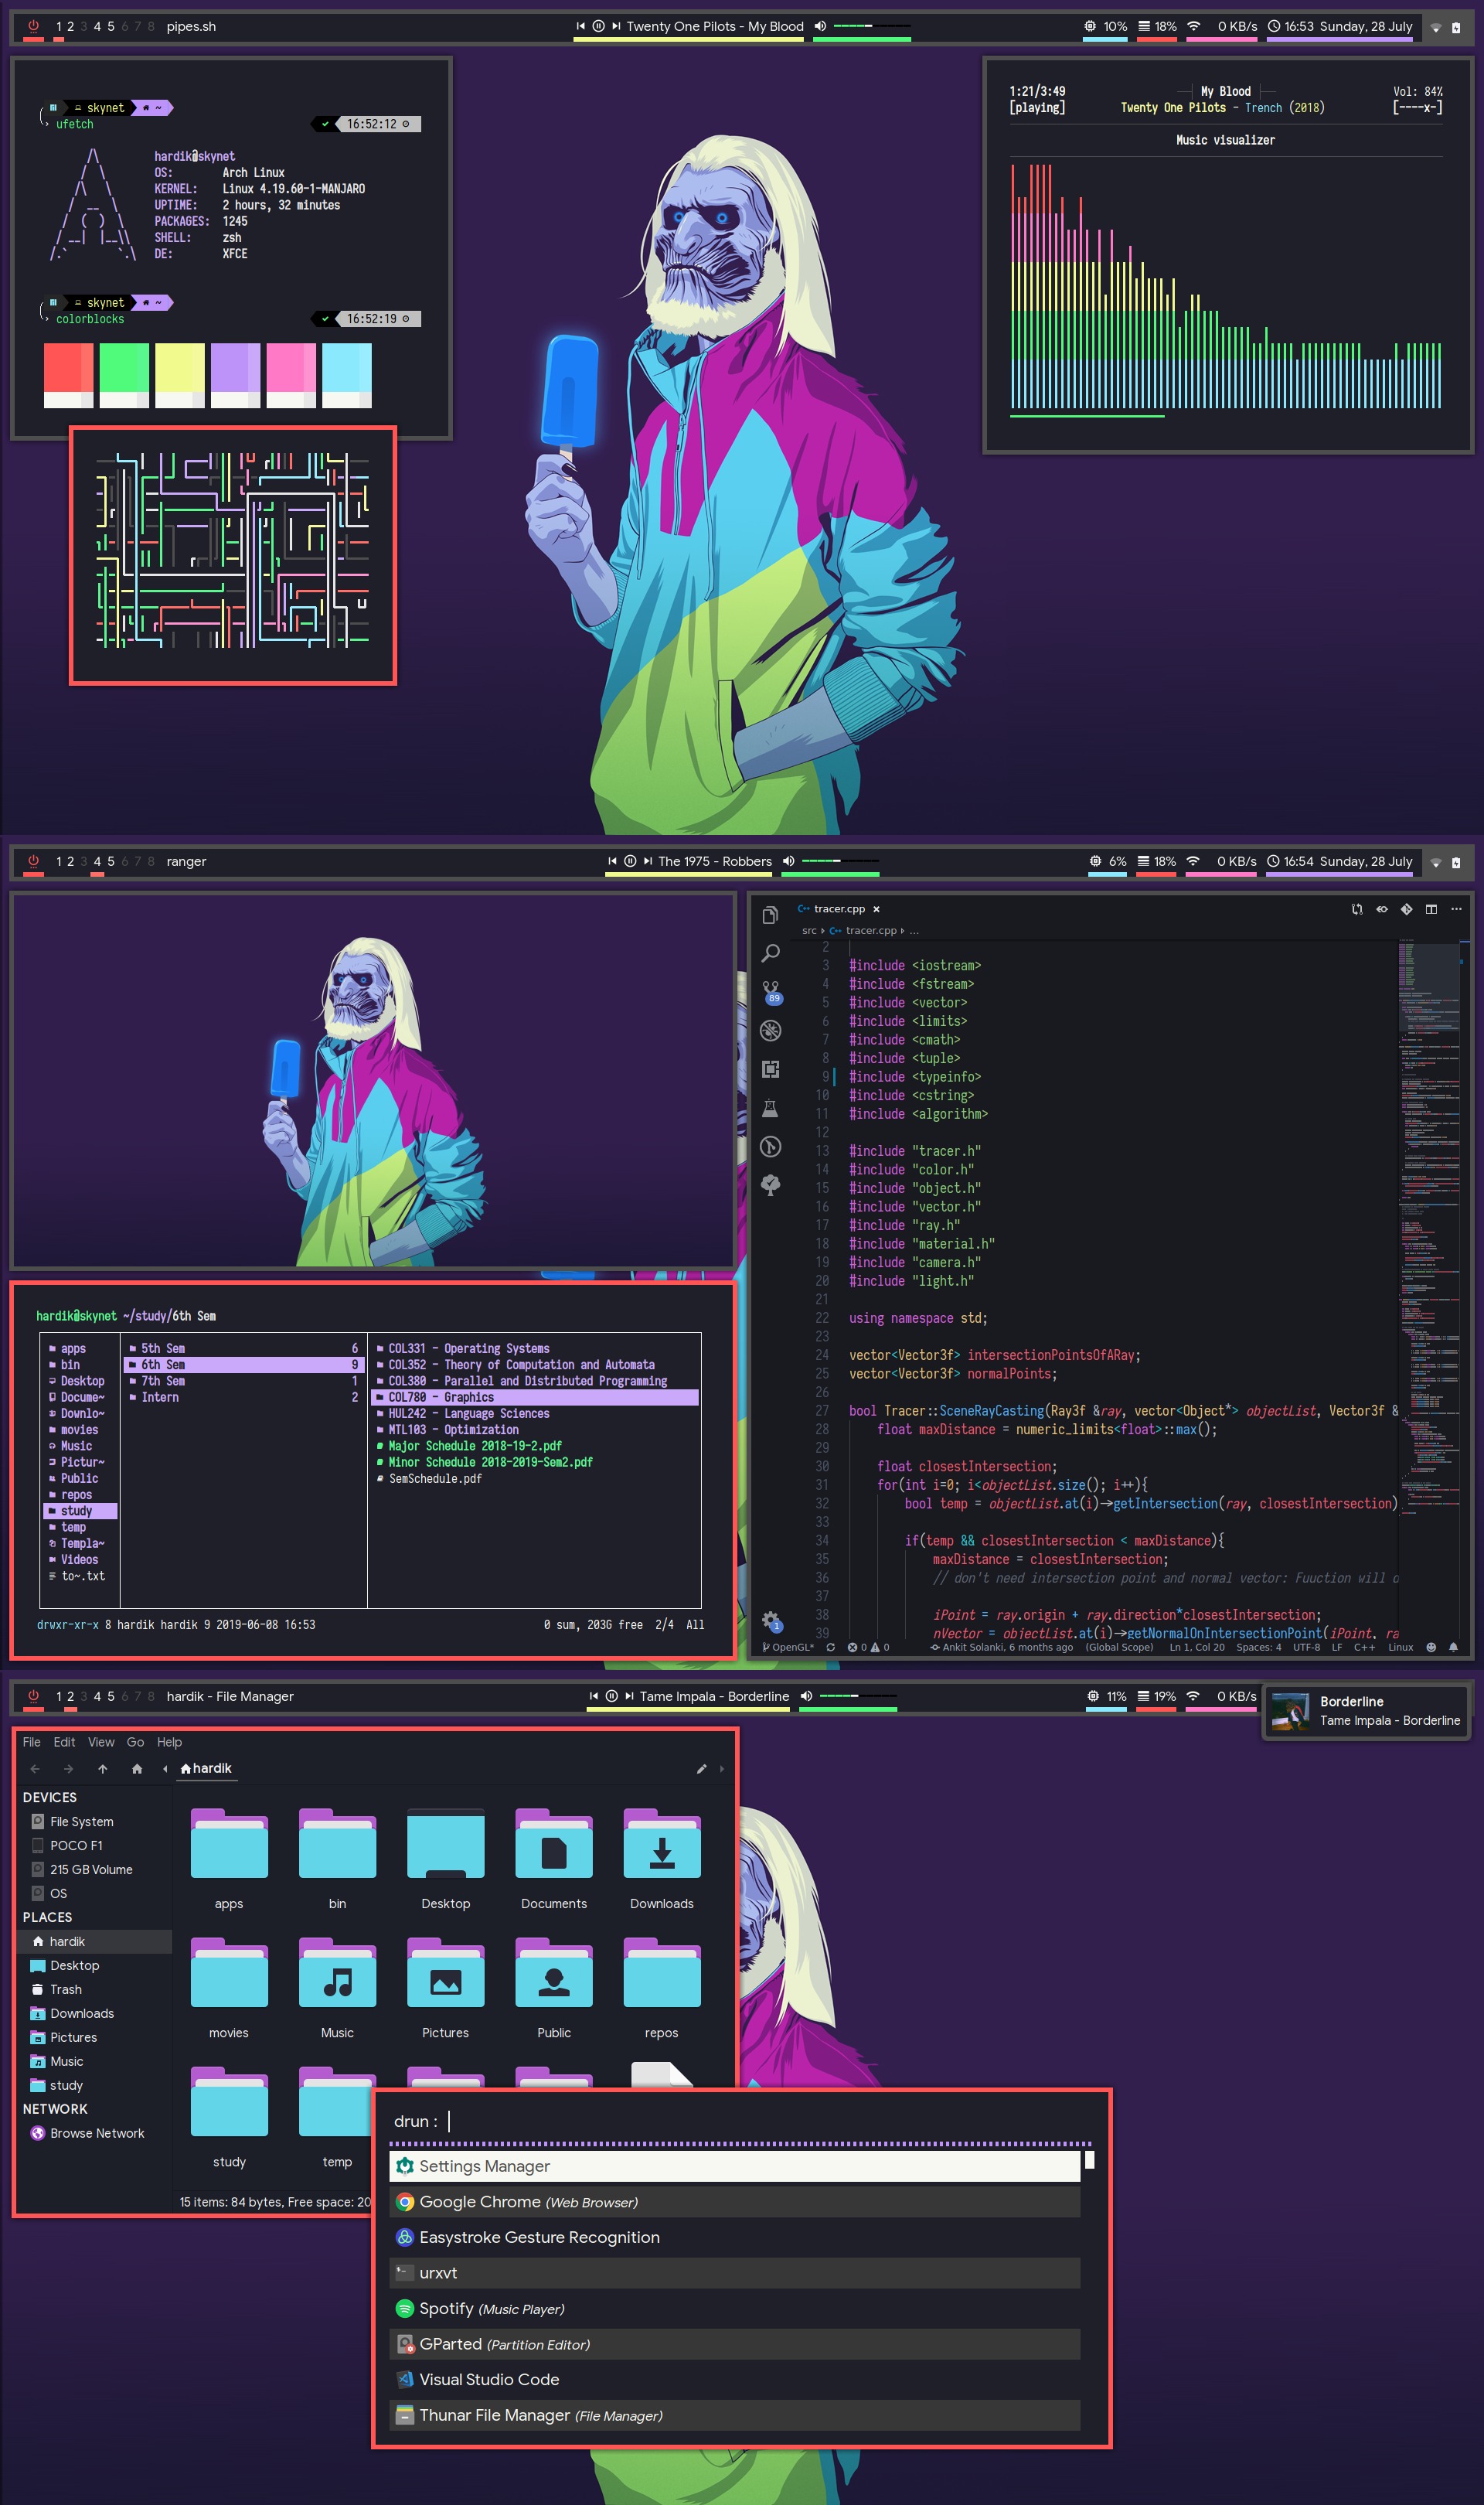 1 2 3 4 5 6 7 8 pipes.sh
Twenty One Pilots - My Blood
10% 18% 0 KB/s 16:53 Sunday, 28 July
skynet ~
ufetch
16:52:12
hardik@skynet
OS: Arch Linux
KERNEL: Linux 4.19.60-1-MANJARO
UPTIME: 2 hours, 32 minutes
PACKAGES: 1245
SHELL: zsh
DE: XFCE
skynet ~
colorblocks
16:52:19
1:21/3:49 My Blood Vol: 84%
[playing] Twenty One Pilots - Trench (2018) [----x-]
Music visualizer
1 2 3 4 5 6 7 8 ranger
The 1975 - Robbers
6% 18% 0 KB/s 16:54 Sunday, 28 July
hardik@skynet ~/study/6th Sem
apps
bin
Desktop
Docume~
Downlo~
movies
Music
Pictur~
Public
repos
study
temp
Templa~
Videos
to~.txt
5th Sem 6
6th Sem 9
7th Sem 1
Intern 2
COL331 - Operating Systems
COL352 - Theory of Computation and Automata
COL380 - Parallel and Distributed Programming
COL780 - Graphics
HUL242 - Language Sciences
MTL103 - Optimization
Major Schedule 2018-19-2.pdf
Minor Schedule 2018-2019-Sem2.pdf
SemSchedule.pdf
drwxr-xr-x 8 hardik hardik 9 2019-06-08 16:53 0 sum, 203G free 2/4 All
C++ tracer.cpp ×
src tracer.cpp ...
89
2
3 #include <iostream>
4 #include <fstream>
5 #include <vector>
6 #include <limits>
7 #include <cmath>
8 #include <tuple>
9 #include <typeinfo>
10 #include <cstring>
11 #include <algorithm>
12
13 #include "tracer.h"
14 #include "color.h"
15 #include "object.h"
16 #include "vector.h"
17 #include "ray.h"
18 #include "material.h"
19 #include "camera.h"
20 #include "light.h"
21
22 using namespace std;
23
24 vector<Vector3f> intersectionPointsOfARay;
25 vector<Vector3f> normalPoints;
26
27 bool Tracer::SceneRayCasting(Ray3f &ray, vector<Object*> objectList, Vector3f &
28 float maxDistance = numeric_limits<float>::max();
29
30 float closestIntersection;
31 for(int i=0; i<objectList.size(); i++){
32 bool temp = objectList.at(i)->getIntersection(ray, closestIntersection)
33
34 if(temp && closestIntersection < maxDistance){
35 maxDistance = closestIntersection;
36 // don't need intersection point and normal vector: Fuuction will o
37
38 iPoint = ray.origin + ray.direction*closestIntersection;
39 nVector = objectList.at(i)->getNormalOnIntersectionPoint(iPoint, ra
1
OpenGL* 0 0 Ankit Solanki, 6 months ago (Global Scope) Ln 1, Col 20 Spaces: 4 UTF-8 LF C++ Linux
1 2 3 4 5 6 7 8 hardik - File Manager
Tame Impala - Borderline
11% 19% 0 KB/s
Borderline
Tame Impala - Borderline
File Edit View Go Help
hardik
DEVICES
File System
POCO F1
215 GB Volume
OS
PLACES
hardik
Desktop
Trash
Downloads
Pictures
Music
study
NETWORK
Browse Network
apps bin Desktop Documents Downloads
movies Music Pictures Public repos
study temp
15 items: 84 bytes, Free space: 20
drun :
Settings Manager
Google Chrome (Web Browser)
Easystroke Gesture Recognition
urxvt
Spotify (Music Player)
GParted (Partition Editor)
Visual Studio Code
Thunar File Manager (File Manager)